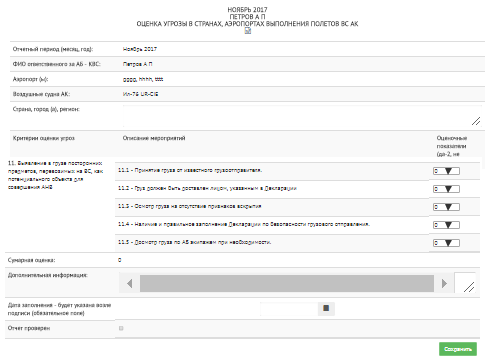 НОЯБРЬ 2017
ПЕТРОВ А П
ОЦЕНКА УГРОЗЫ В СТРАНАХ, АЭРОПОРТАХ ВЫПОЛНЕНИЯ ПОЛЕТОВ ВС АК
Отчетный период (месяц, год): Ноябрь 2017
ФИО ответственного за АБ - КВС: Петров А П
Аэропорт (ы): gggg, hhhh, tttt
Воздушные судна АК: Ил-76 UR-CIE
Страна, город (а), регион:
Критерии оценки угроз Описание мероприятий Оценочные
показатели
(да-2, не
11. Выявление в грузе посторонних
предметов, перевозимых на ВС, как
потенциального объекта для
совершения АНВ
11.1 - Принятие груза от известного грузоотправителя. 0
11.2 - Груз должен быть доставлен лицом, указанным в Декларации 0
11.3 - Осмотр груза на отсутствие признаков вскрытия 0
11.4 - Наличие и правильное заполнение Декларации по безопасности грузового отправления. 0
11.5 - Досмотр груза по АБ экипажем при необходимости. 0
Сумарная оценка: 0
Дополнительная информация:
Дата заполнения - будет указана возле
подписи (обязательное поле)
Отчет проверен
Сохранить